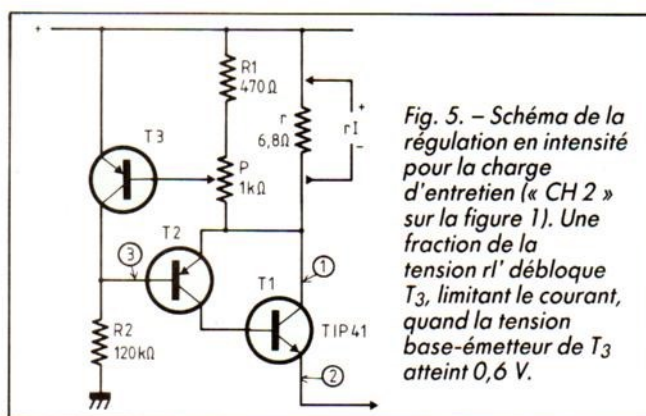 +
R1
470Ω
r
6,8Ω
+
rI
-
T3
P
1kΩ
T2
3
1
T1
R2
120kΩ
TIP41
2
Fig. 5. – Schéma de la
régulation en intensité
pour la charge
d'entretien (« CH 2 »
sur la figure 1). Une
fraction de la
tension rI' débloque
T3, limitant le courant,
quand la tension
base-émetteur de T3
atteint 0,6 V.